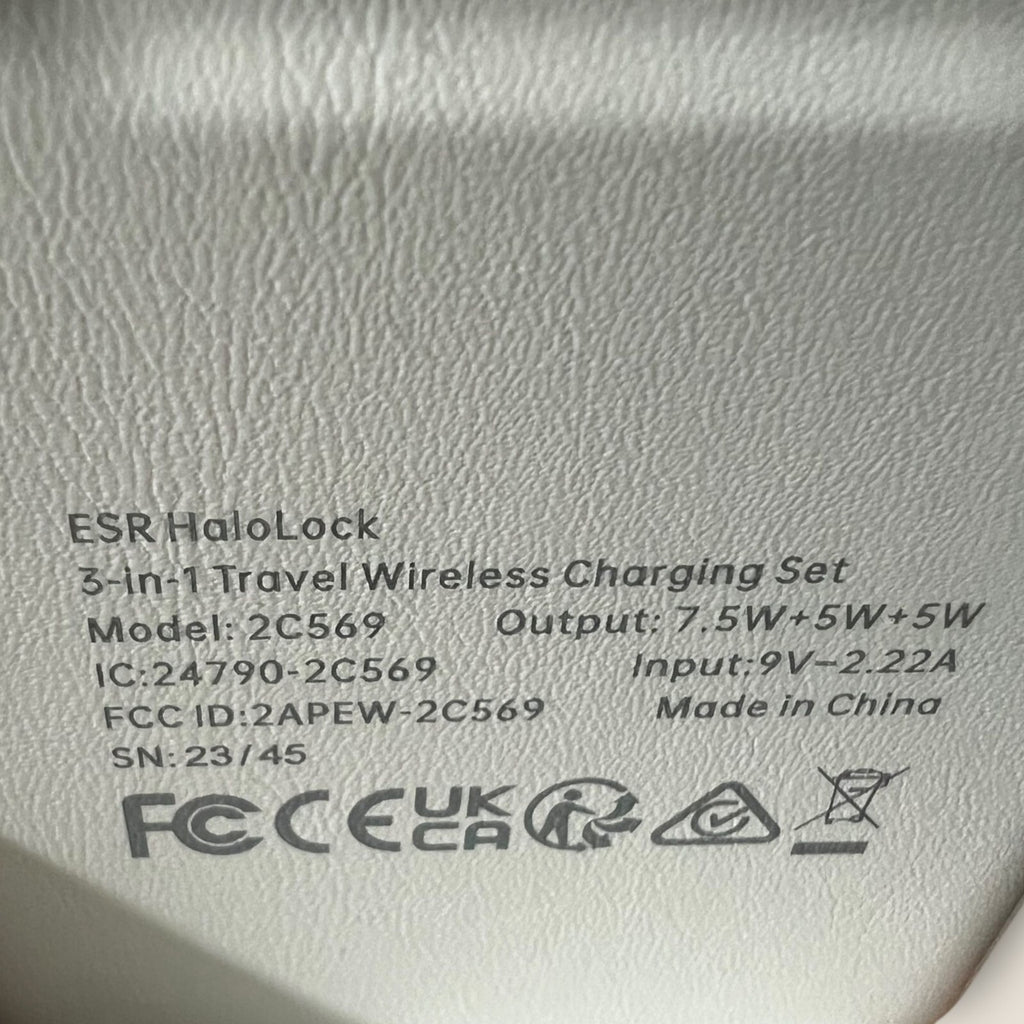 ESR HaloLock
3-in-1 Travel Wireless Charging Set
Model: 2C569 Output: 7.5W+5W+5W
IC:24790-2C569 Input:9V⎓2.22A
FCC ID:2APEW-2C569 Made in China
SN: 23/45
FC CE UK
CA